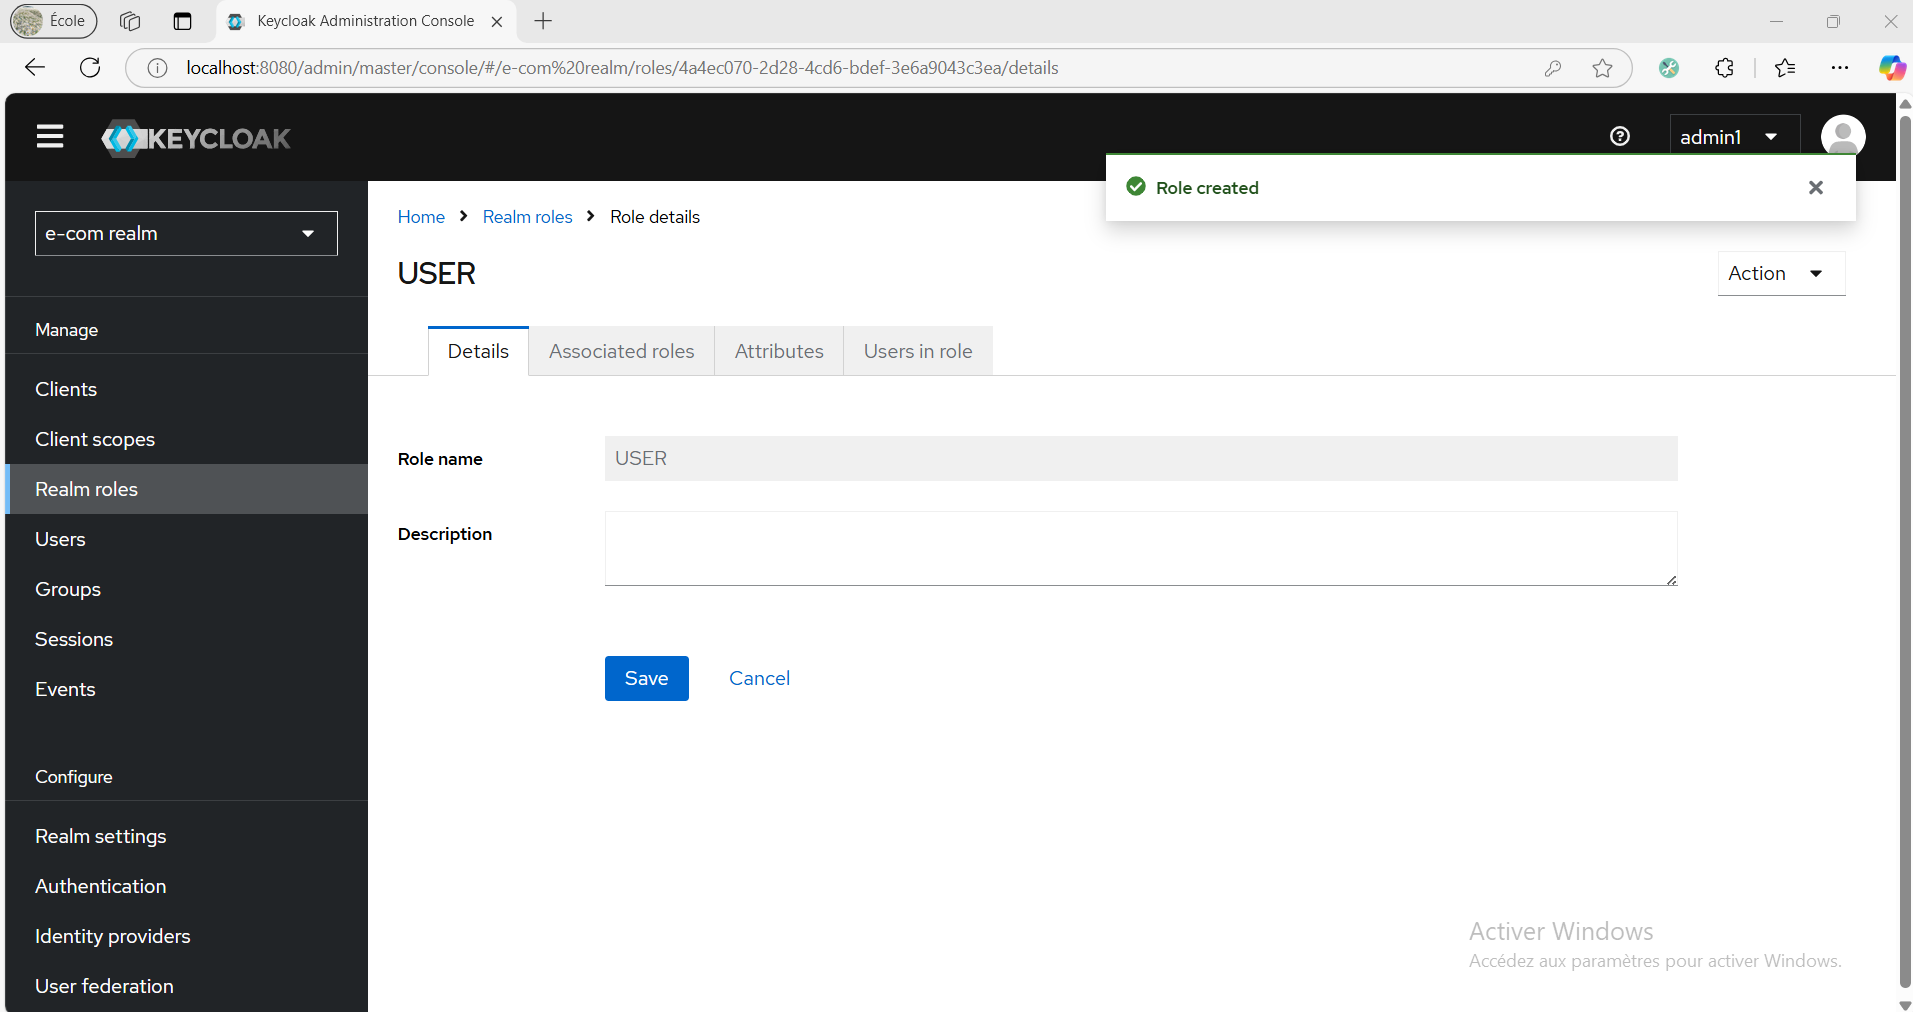 École
Keycloak Administration Console
localhost:8080/admin/master/console/#/e-com%20realm/roles/4a4ec070-2d28-4cd6-bdef-3e6a9043c3ea/details
KEYCLOAK
admin1
Role created
e-com realm
Manage
Clients
Client scopes
Realm roles
Users
Groups
Sessions
Events
Configure
Realm settings
Authentication
Identity providers
User federation
Home > Realm roles > Role details
USER
Action
Details
Associated roles
Attributes
Users in role
Role name
USER
Description
Save
Cancel
Activer Windows
Accédez aux paramètres pour activer Windows.